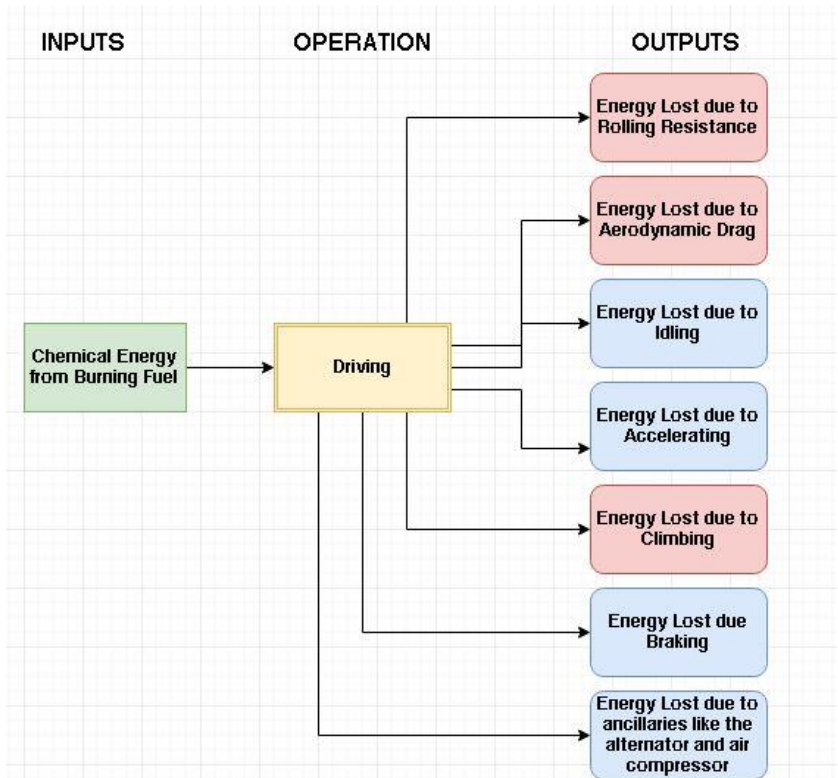 INPUTS
OPERATION
OUTPUTS
Chemical Energy
from Burning Fuel
Driving
Energy Lost due to
Rolling Resistance
Energy Lost due to
Aerodynamic Drag
Energy Lost due to
Idling
Energy Lost due to
Accelerating
Energy Lost due to
Climbing
Energy Lost due
Braking
Energy Lost due to
ancillaries like the
alternator and air
compressor